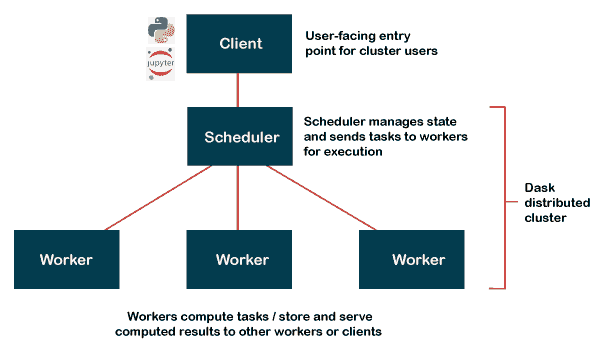 Client
User-facing entry
point for cluster users
jupyter
Scheduler
Scheduler manages state
and sends tasks to workers
for execution
Dask
distributed
cluster
Worker
Worker
Worker
Workers compute tasks / store and serve
computed results to other workers or clients